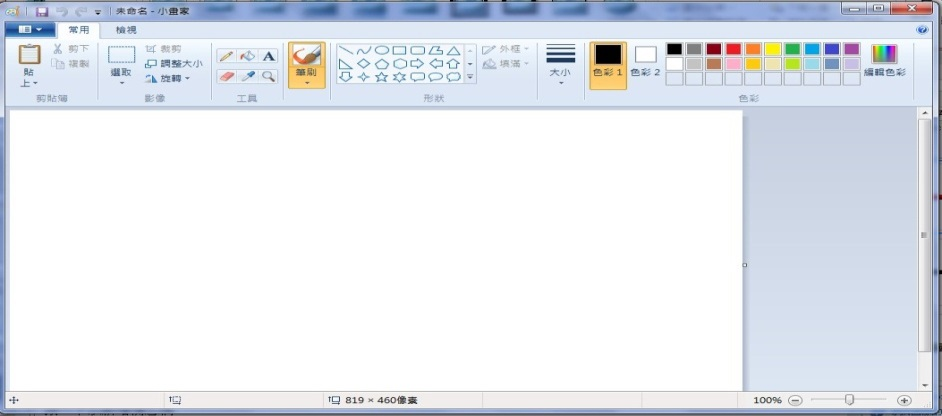 未命名 - 小畫家
常用 檢視
貼上 剪下 複製
剪貼簿
選取 裁剪 調整大小 旋轉
影像
A
工具
筆刷
外框 填滿
圖形
大小
色彩 1 色彩 2 編輯色彩
色彩
819 × 460像素
100%